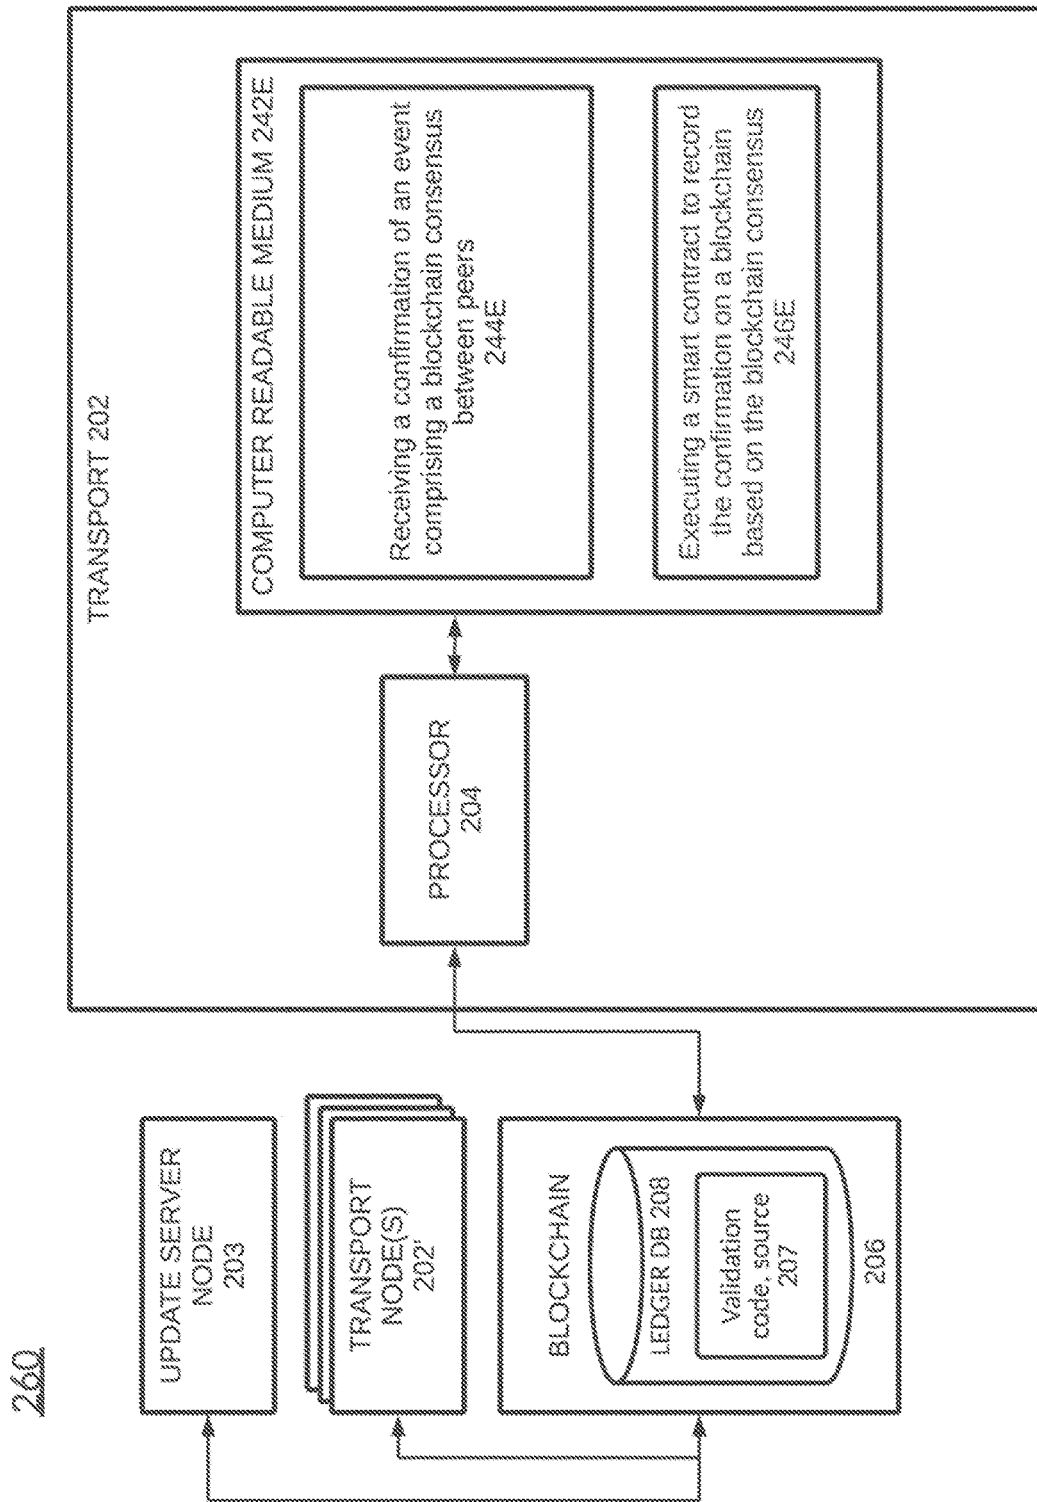 260
UPDATE SERVER
NODE
203
TRANSPORT
NODE(S)
202'
BLOCKCHAIN
LEDGER DB 208
Validation
code, source
207
206
TRANSPORT 202
PROCESSOR
204
COMPUTER READABLE MEDIUM 242E
Receiving a confirmation of an event
comprising a blockchain consensus
between peers
244E
Executing a smart contract to record
the confirmation on a blockchain
based on the blockchain consensus
246E